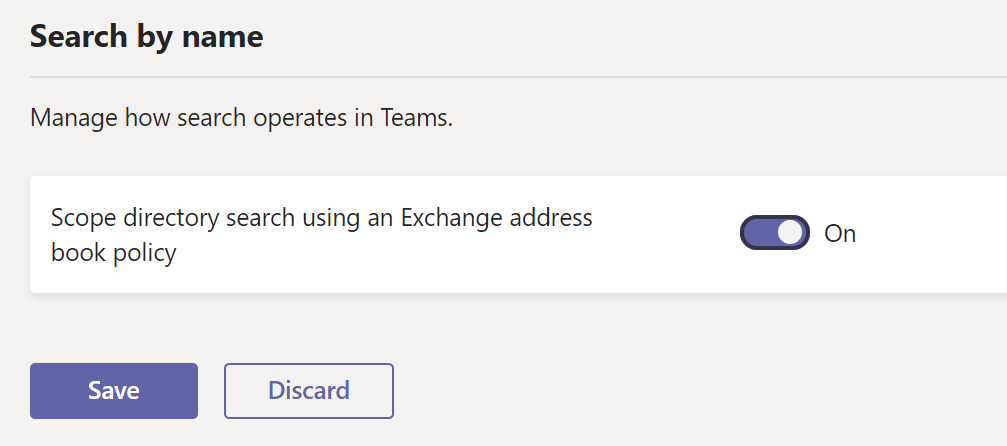 Search by name
Manage how search operates in Teams.
Scope directory search using an Exchange address
book policy
On
Save
Discard